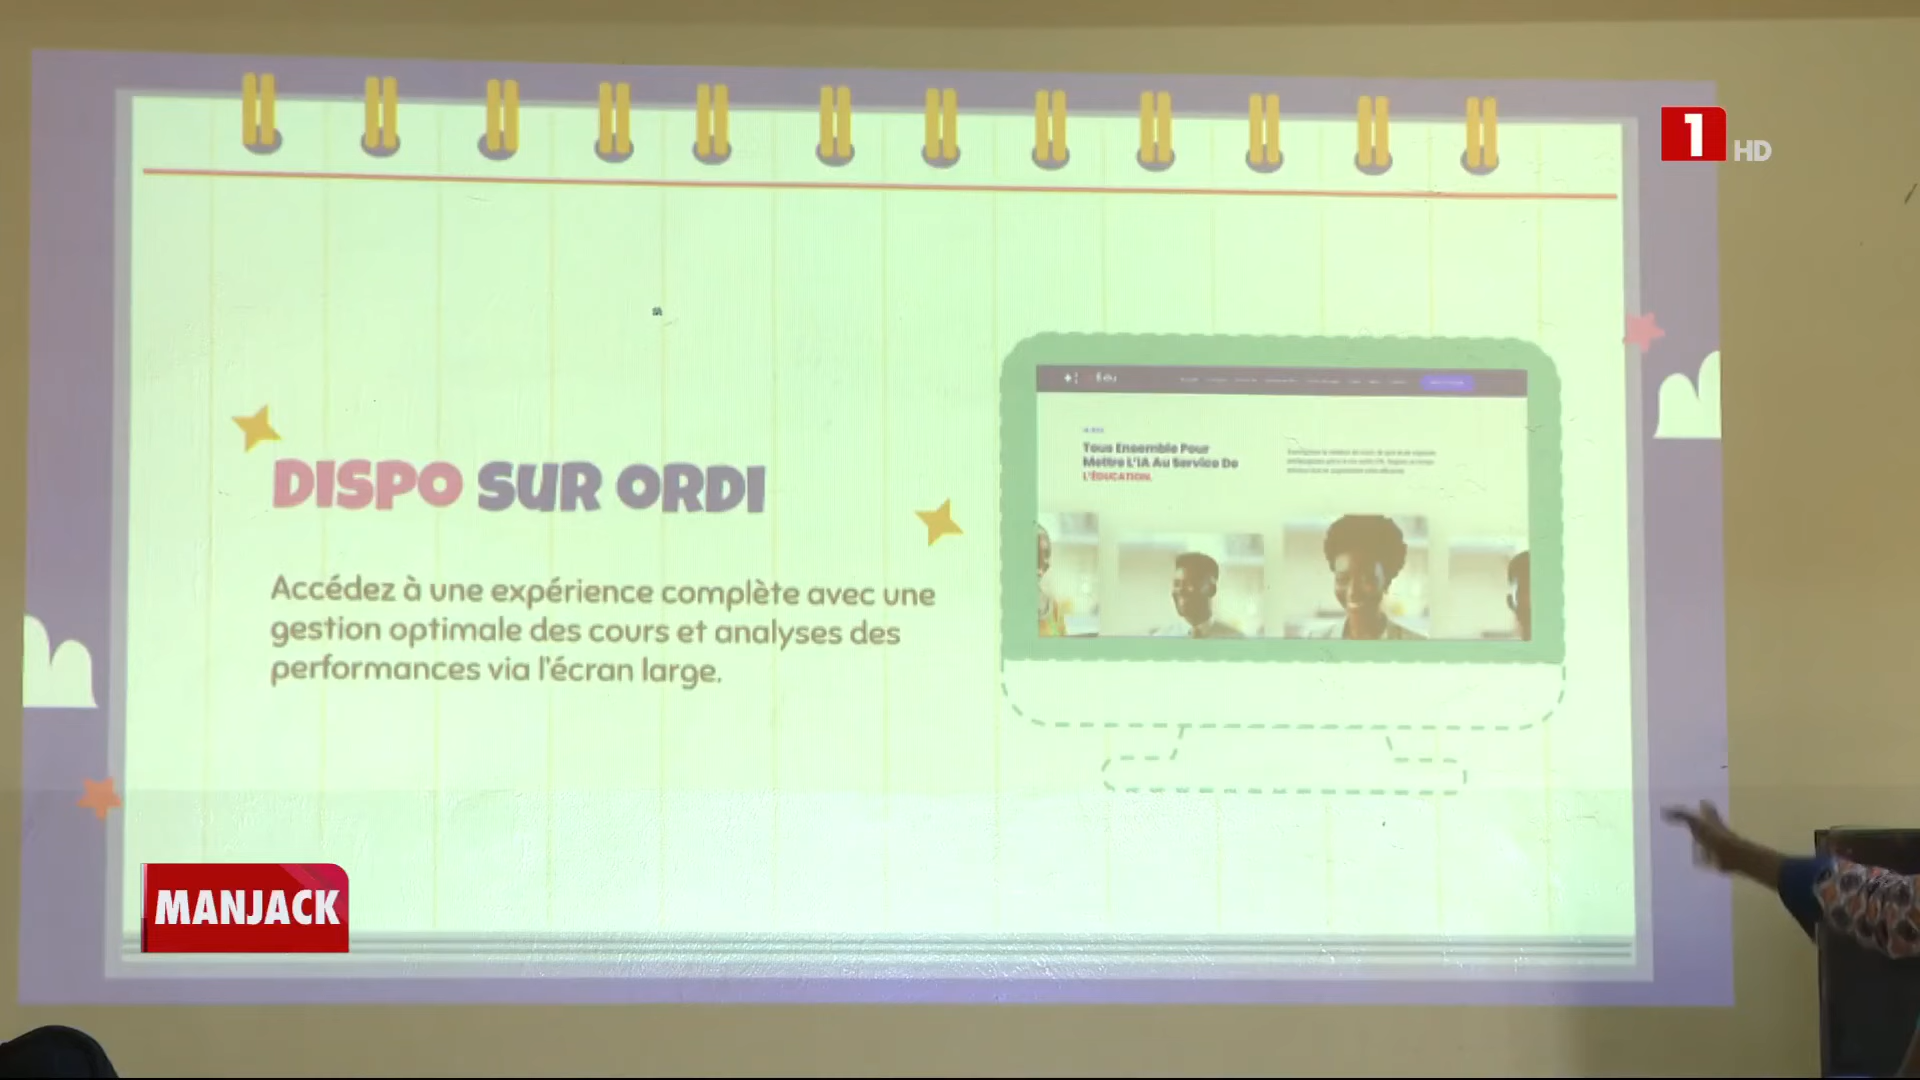 1 HD
DISPO SUR ORDI
Accédez à une expérience complète avec une
gestion optimale des cours et analyses des
performances via l'écran large.
Tous Ensemble Pour
Mettre L'IA Au Service De
L'ÉDUCATION.
MANJACK